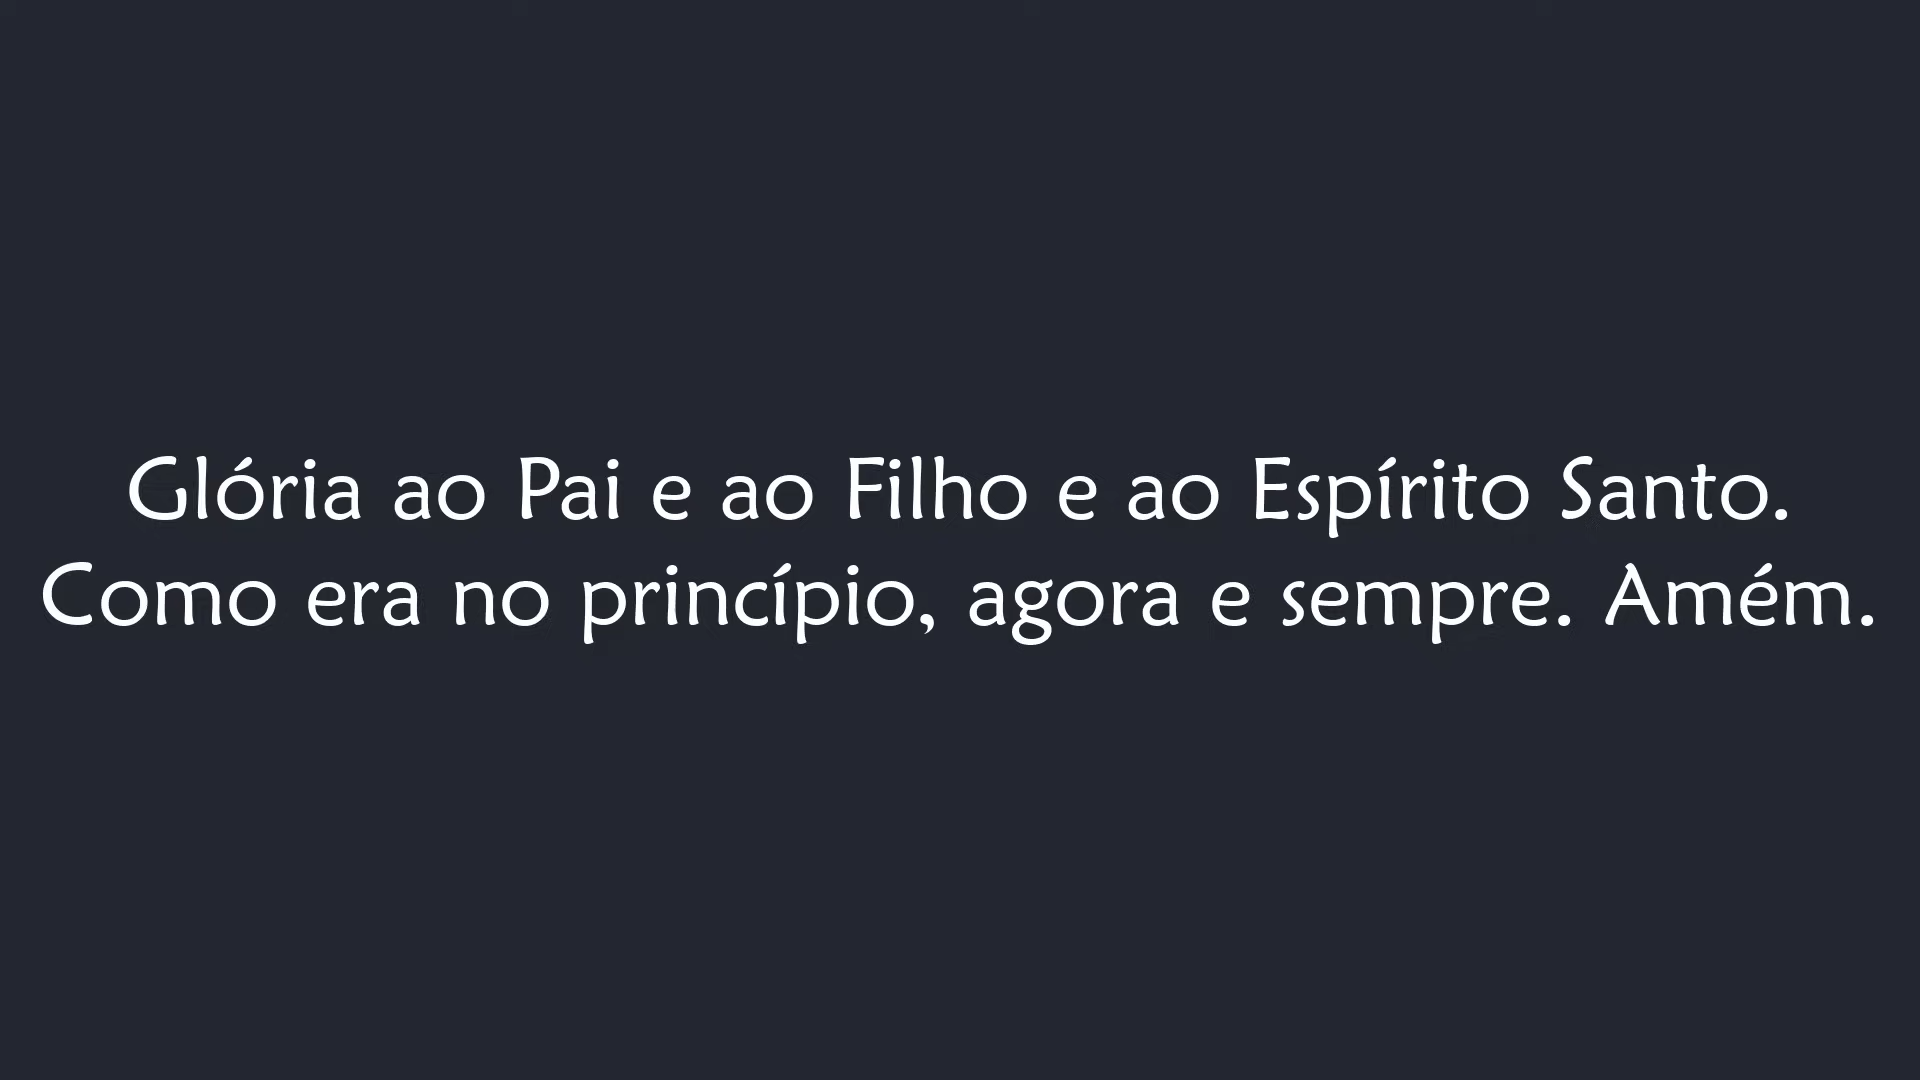 Glória ao Pai e ao Filho e ao Espírito Santo.
Como era no princípio, agora e sempre. Amém.